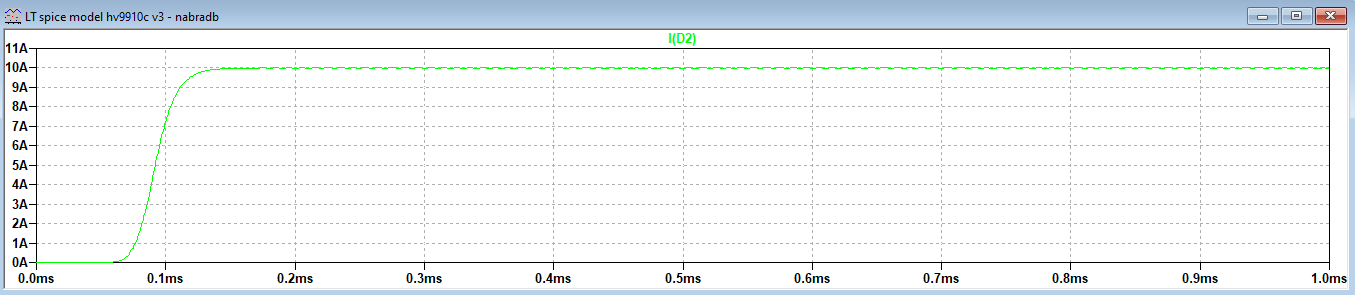 LT spice model hv9910c v3 - nabradb
I(D2)
11A
10A
9A
8A
7A
6A
5A
4A
3A
2A
1A
0A
0.0ms 0.1ms 0.2ms 0.3ms 0.4ms 0.5ms 0.6ms 0.7ms 0.8ms 0.9ms 1.0ms